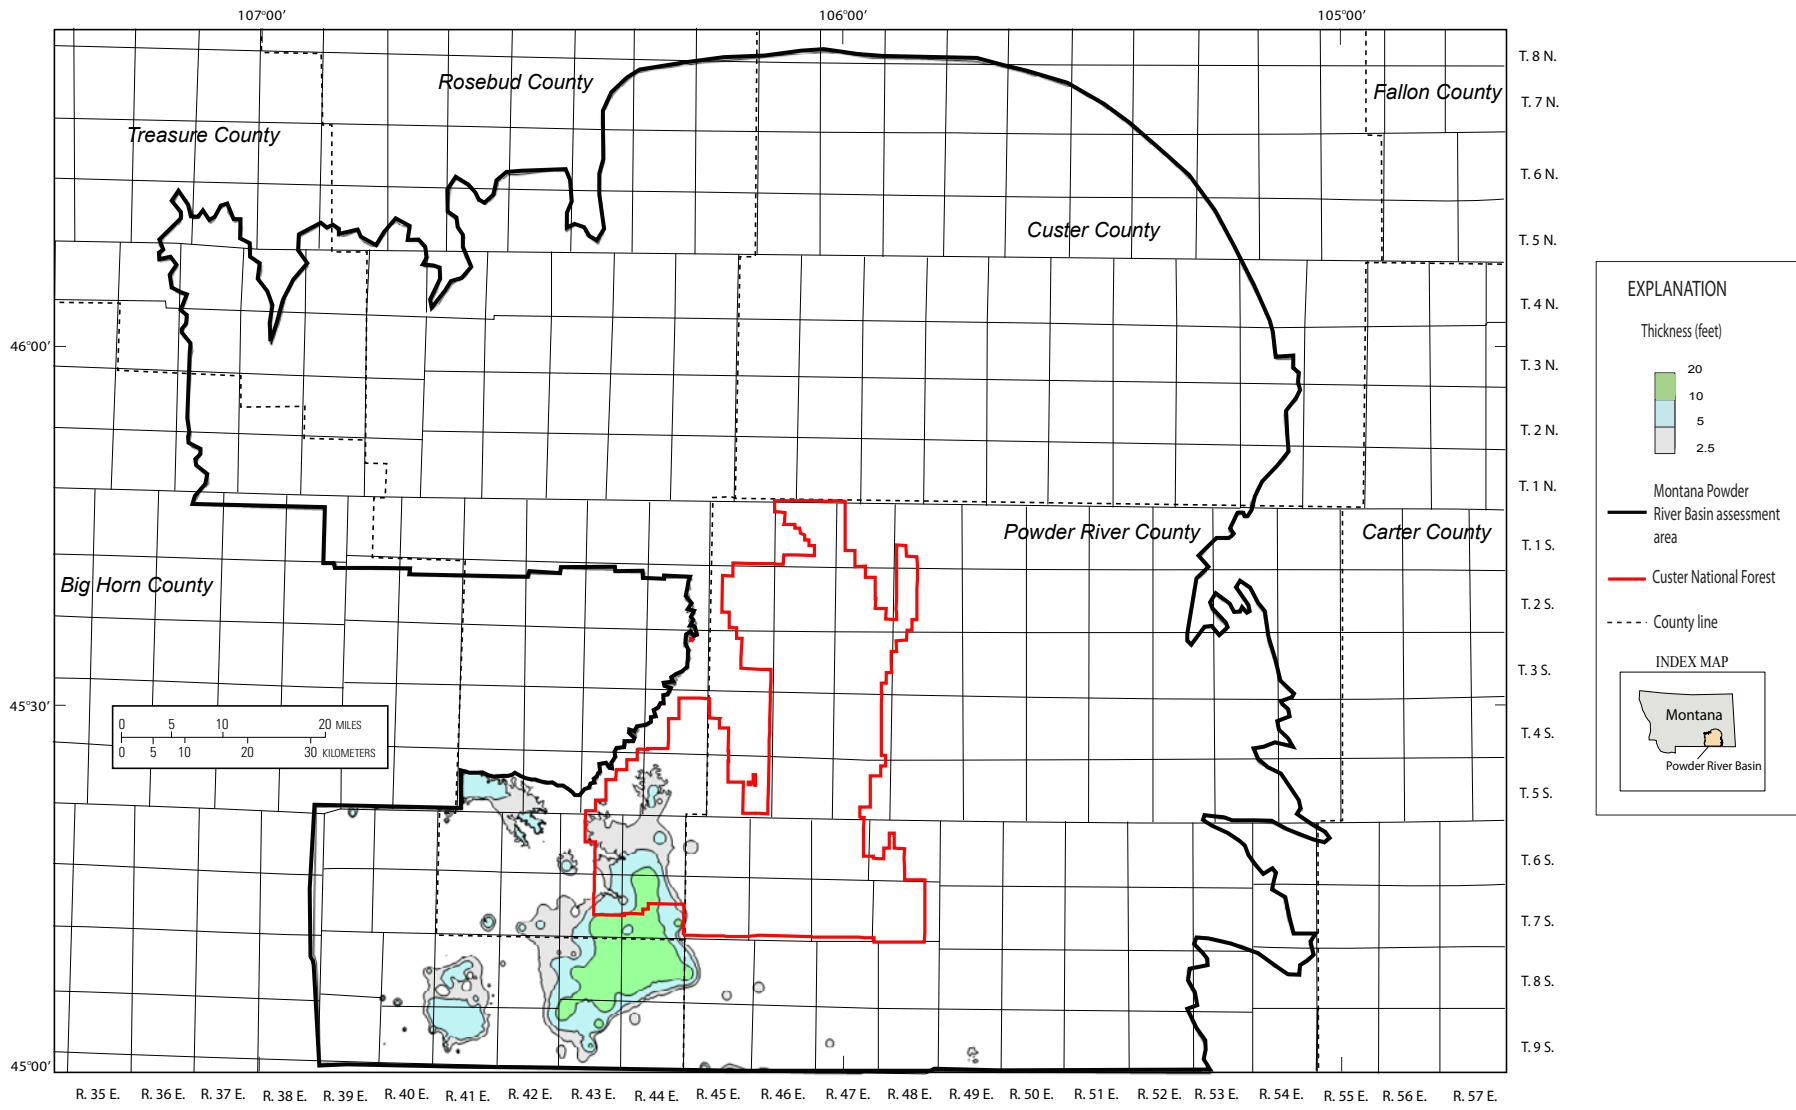 107°00’ 106°00’ 105°00’
T. 8 N.
Rosebud County
Fallon County
T. 7 N.
Treasure County
T. 6 N.
Custer County
T. 5 N.
T. 4 N.
46°00’
T. 3 N.
T. 2 N.
T. 1 N.
Powder River County
Carter County
T. 1 S.
Big Horn County
T. 2 S.
T. 3 S.
45°30’
0 5 10 20 MILES
0 5 10 20 30 KILOMETERS
T. 4 S.
T. 5 S.
T. 6 S.
T. 7 S.
T. 8 S.
T. 9 S.
45°00’
R. 35 E. R. 36 E. R. 37 E. R. 38 E. R. 39 E. R. 40 E. R. 41 E. R. 42 E. R. 43 E. R. 44 E. R. 45 E. R. 46 E. R. 47 E. R. 48 E. R. 49 E. R. 50 E. R. 51 E. R. 52 E. R. 53 E. R. 54 E. R. 55 E. R. 56 E. R. 57 E.
EXPLANATION
Thickness (feet)
20
10
5
2.5
Montana Powder
River Basin assessment
area
Custer National Forest
County line
INDEX MAP
Montana
Powder River Basin